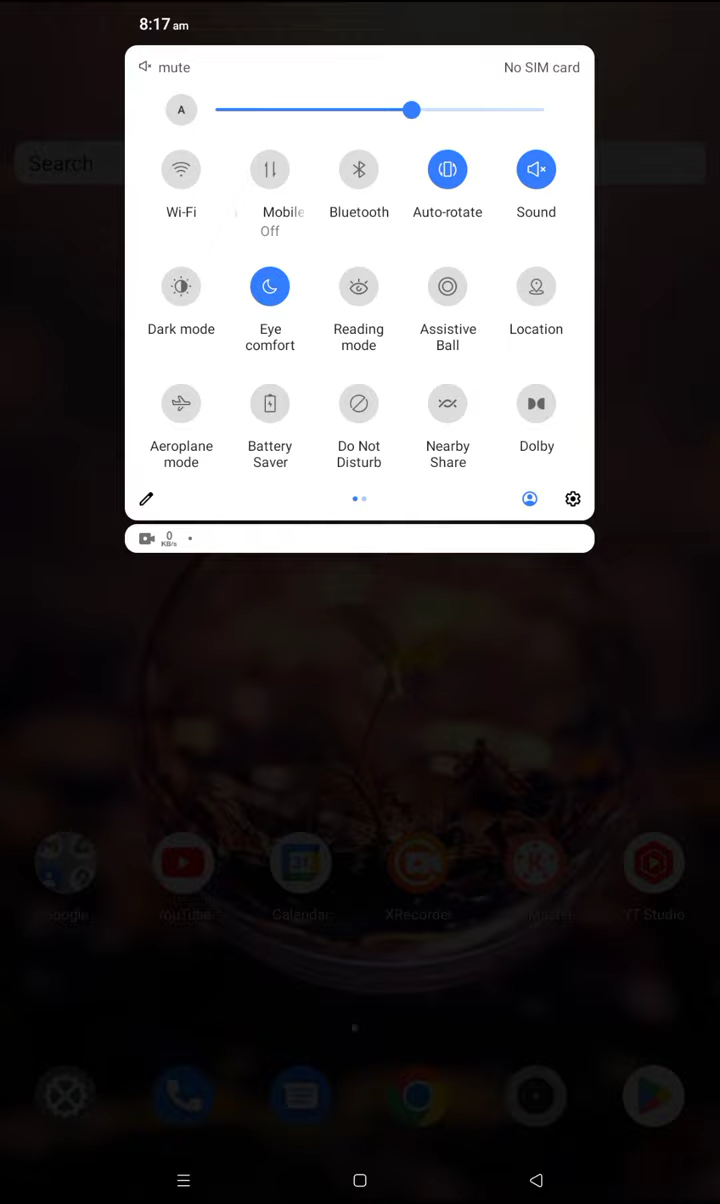 8:17 am
mute No SIM card
A
Search
Wi-Fi Mobile Bluetooth Auto-rotate Sound
Off
Dark mode Eye comfort Reading mode Assistive Ball Location
Aeroplane mode Battery Saver Do Not Disturb Nearby Share Dolby
0
KB/s
Google YouTube Calendar XRecorder Master YT Studio